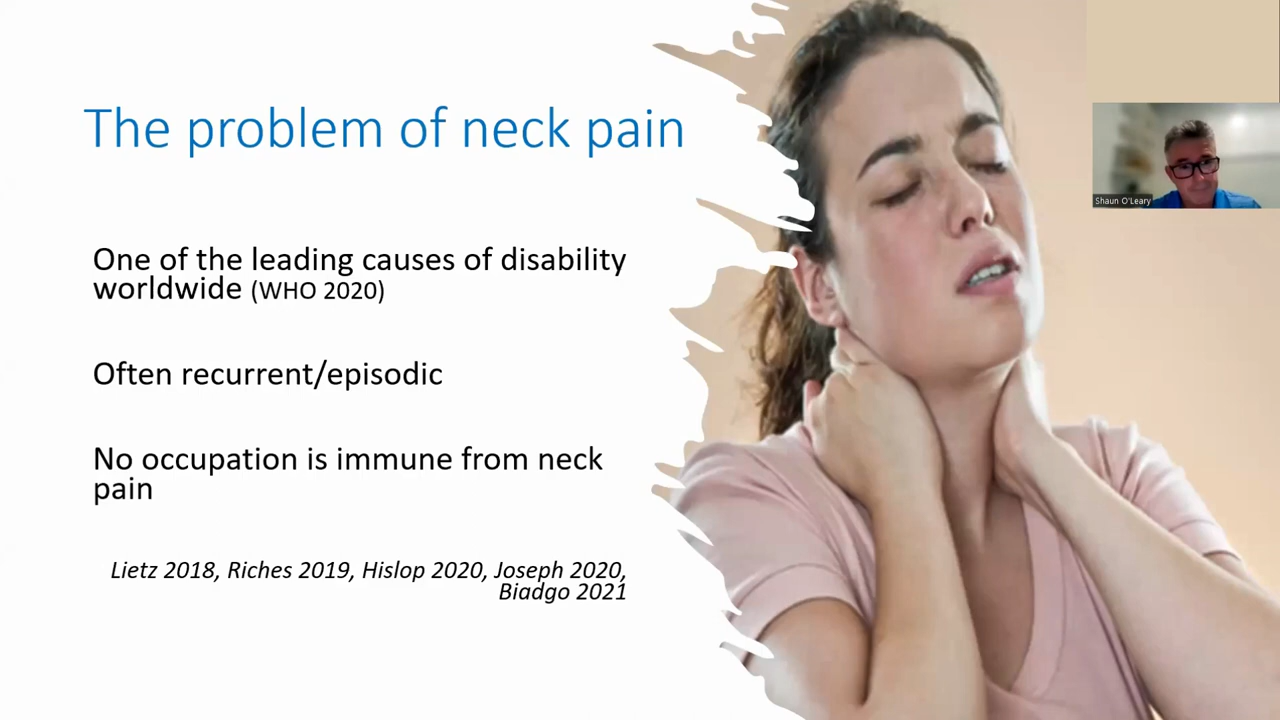 The problem of neck pain
One of the leading causes of disability
worldwide (WHO 2020)
Often recurrent/episodic
No occupation is immune from neck
pain
Lietz 2018, Riches 2019, Hislop 2020, Joseph 2020,
Biadgo 2021
Shaun O'Leary